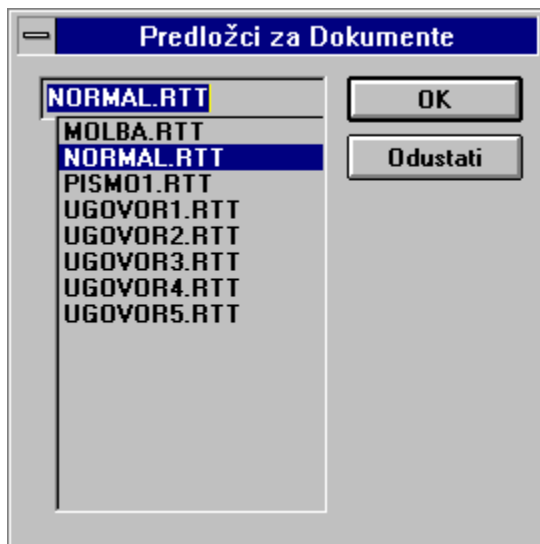 Predložci za Dokumente
NORMAL.RTT
OK
MOLBA.RTT
NORMAL.RTT
Odustati
PISMO1.RTT
UGOVOR1.RTT
UGOVOR2.RTT
UGOVOR3.RTT
UGOVOR4.RTT
UGOVOR5.RTT